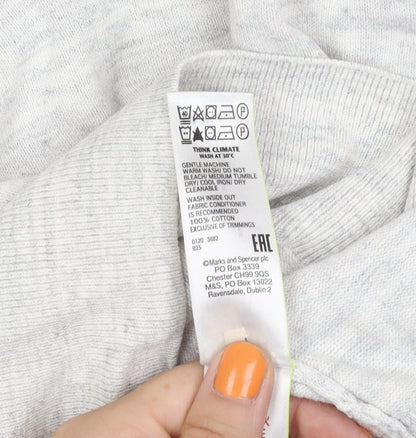 THINK CLIMATE
WASH AT 30°C
GENTLE MACHINE
WARM WASH/ DO NOT
BLEACH/ MEDIUM TUMBLE
DRY/ COOL IRON/ DRY
CLEANABLE
WASH INSIDE OUT
FABRIC CONDITIONER
IS RECOMMENDED
100% COTTON
EXCLUSIVE OF TRIMMINGS
EAC
©Marks and Spencer plc
PO Box 3339
Chester CH99 9QS
M&S, PO Box 13022
Ravensdale, Dublin 2